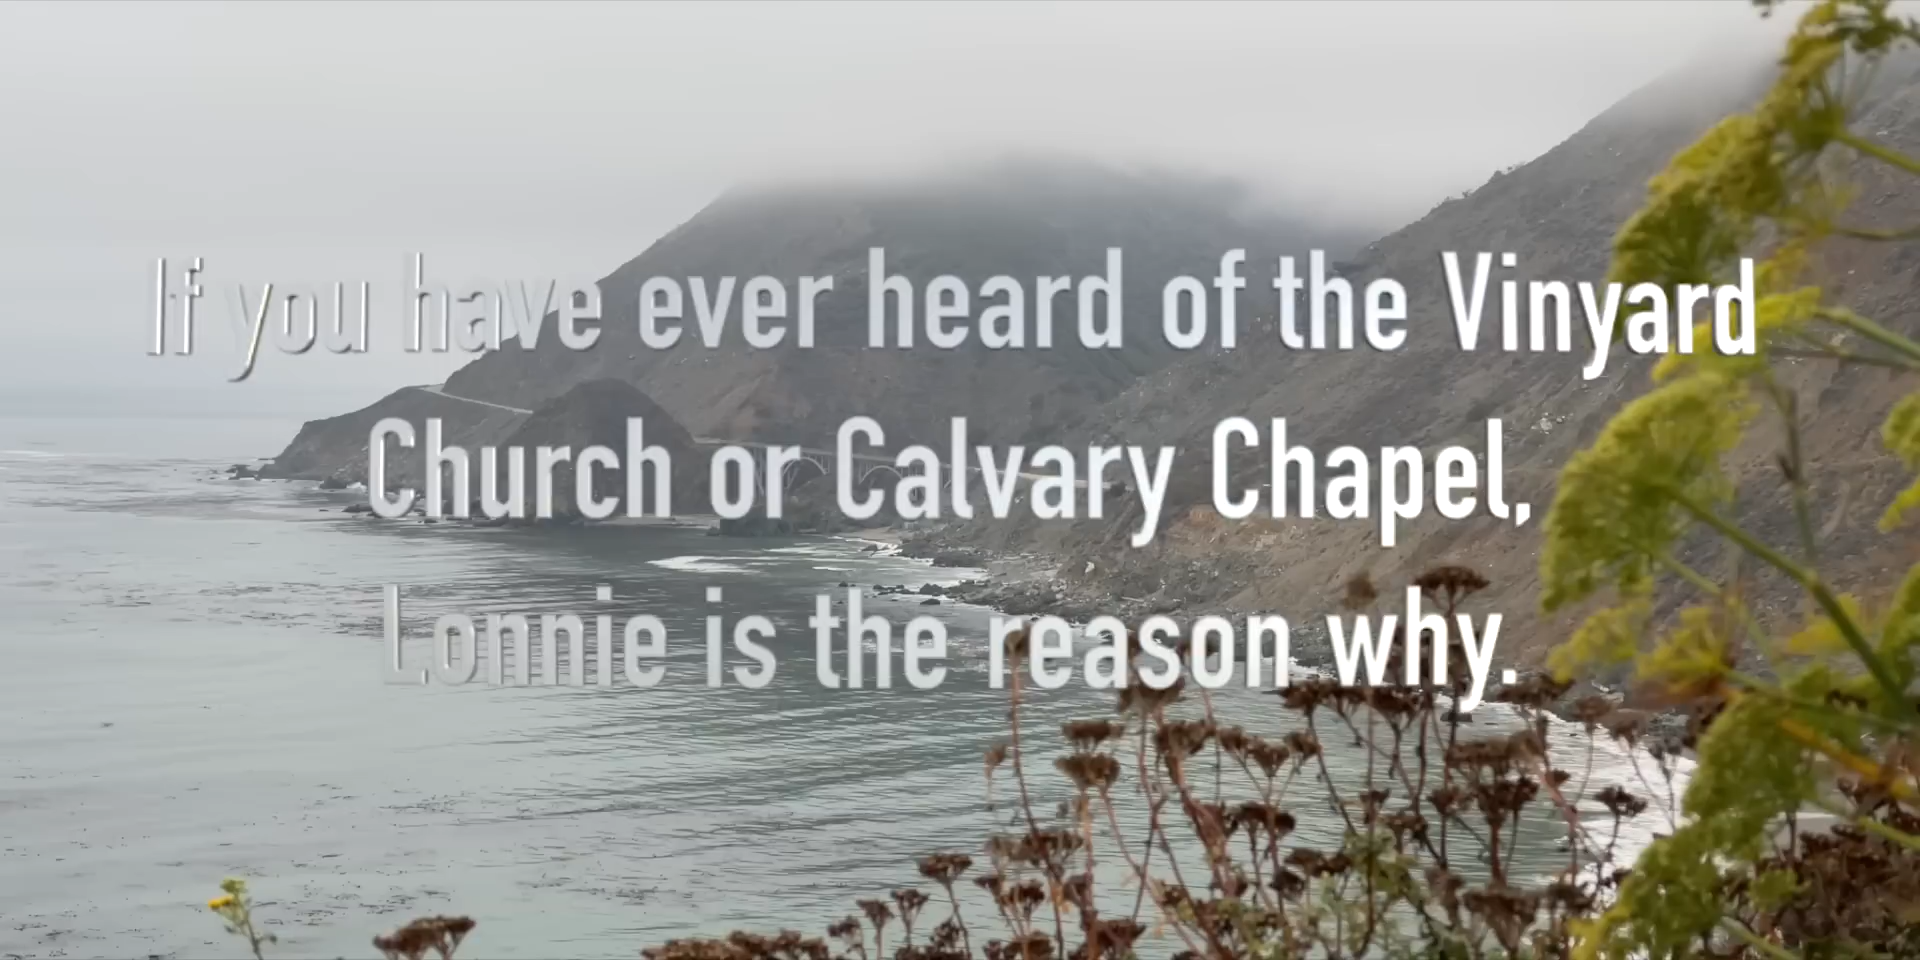 If you have ever heard of the Vinyard
Church or Calvary Chapel,
Lonnie is the reason why.